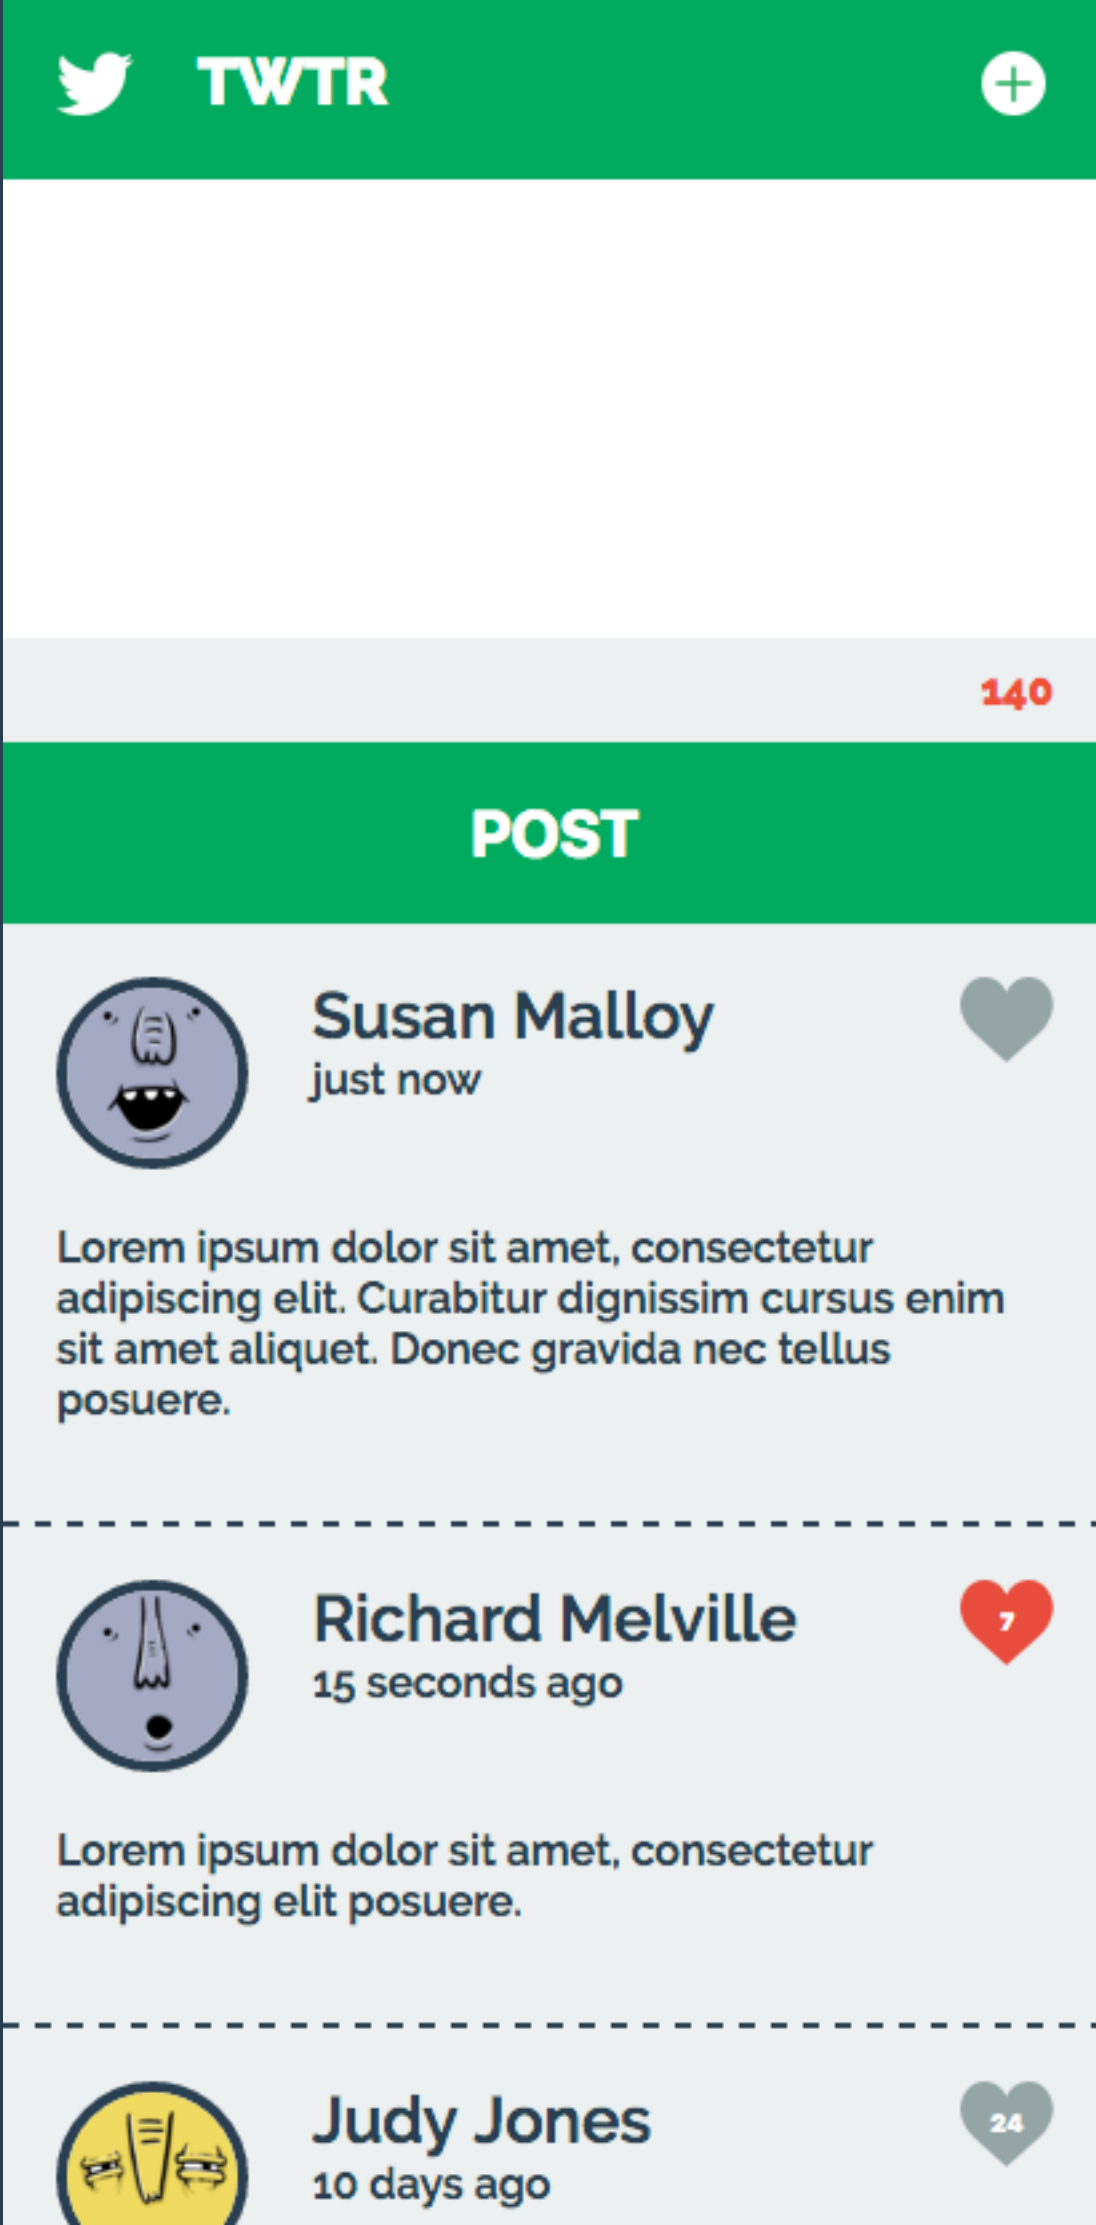 TWTR
140
POST
Susan Malloy
just now
Lorem ipsum dolor sit amet, consectetur
adipiscing elit. Curabitur dignissim cursus enim
sit amet aliquet. Donec gravida nec tellus
posuere.
Richard Melville
7
15 seconds ago
Lorem ipsum dolor sit amet, consectetur
adipiscing elit posuere.
Judy Jones
24
10 days ago